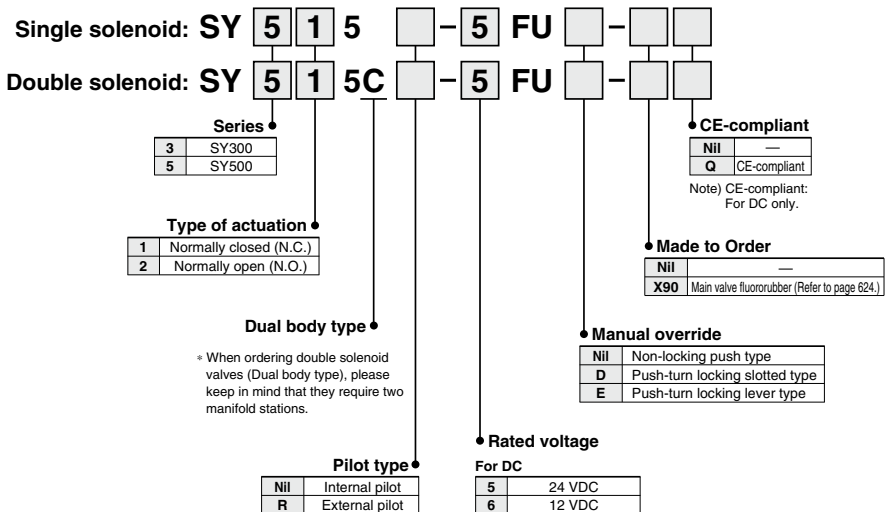 Single solenoid: SY 5 1 5 – 5 FU –
Double solenoid: SY 5 1 5C – 5 FU –
Series
3 SY300
5 SY500
Type of actuation
1 Normally closed (N.C.)
2 Normally open (N.O.)
Dual body type
∗ When ordering double solenoid
valves (Dual body type), please
keep in mind that they require two
manifold stations.
Pilot type
Nil Internal pilot
R External pilot
Rated voltage
For DC
5 24 VDC
6 12 VDC
Manual override
Nil Non-locking push type
D Push-turn locking slotted type
E Push-turn locking lever type
Made to Order
Nil —
X90 Main valve fluororubber (Refer to page 624.)
CE-compliant
Nil —
Q CE-compliant
Note) CE-compliant:
For DC only.